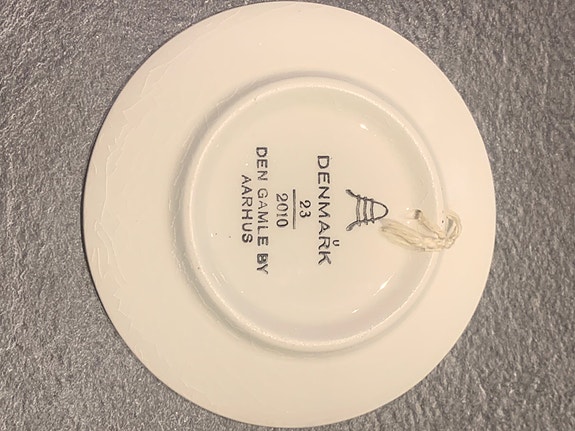 DENMARK
23
2010
DEN GAMLE BY
AARHUS